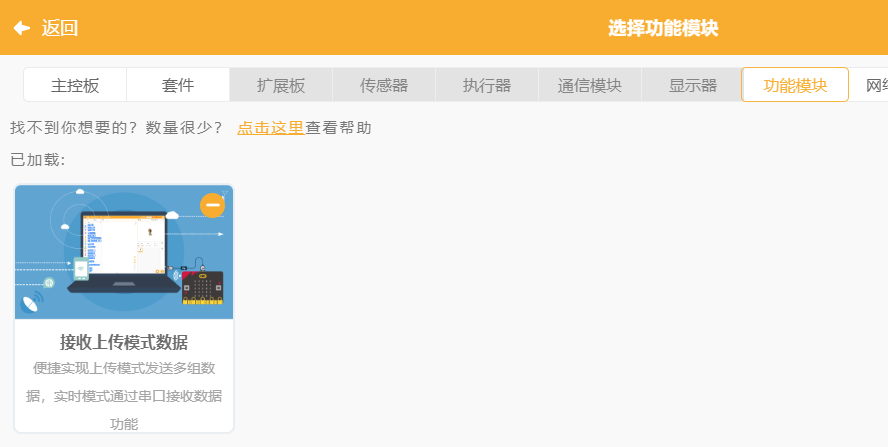 返回
选择功能模块
主控板 套件 扩展板 传感器 执行器 通信模块 显示器 功能模块 网
找不到你想要的？数量很少？ 点击这里查看帮助
已加载:
接收上传模式数据
便捷实现上传模式发送多组数
据，实时模式通过串口接收数据
功能